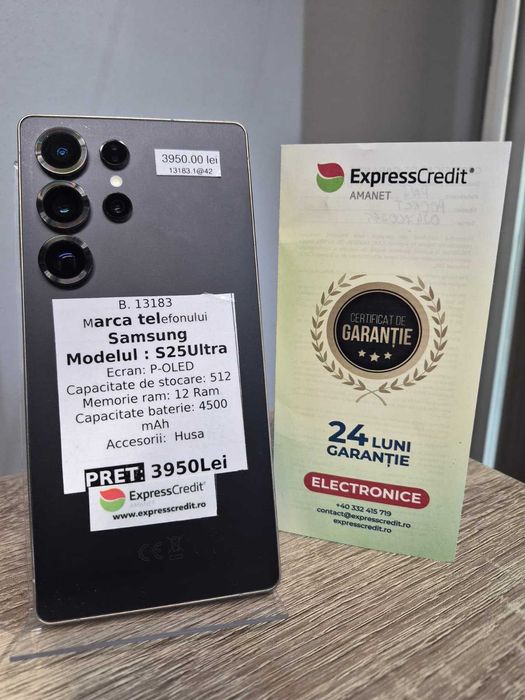 3950.00 lei
13183.1@42
B. 13183
Marca telefonului
Samsung
Modelul : S25Ultra
Ecran: P-OLED
Capacitate de stocare: 512
Memorie ram: 12 Ram
Capacitate baterie: 4500
mAh
Accesorii: Husa
PRET: 3950Lei
ExpressCredit®
www.expresscredit.ro
CE
ExpressCredit®
AMANET
CERTIFICAT DE
GARANȚIE
24 LUNI
GARANȚIE
ELECTRONICE
+40 332 415 719
contact@expresscredit.ro
expresscredit.ro